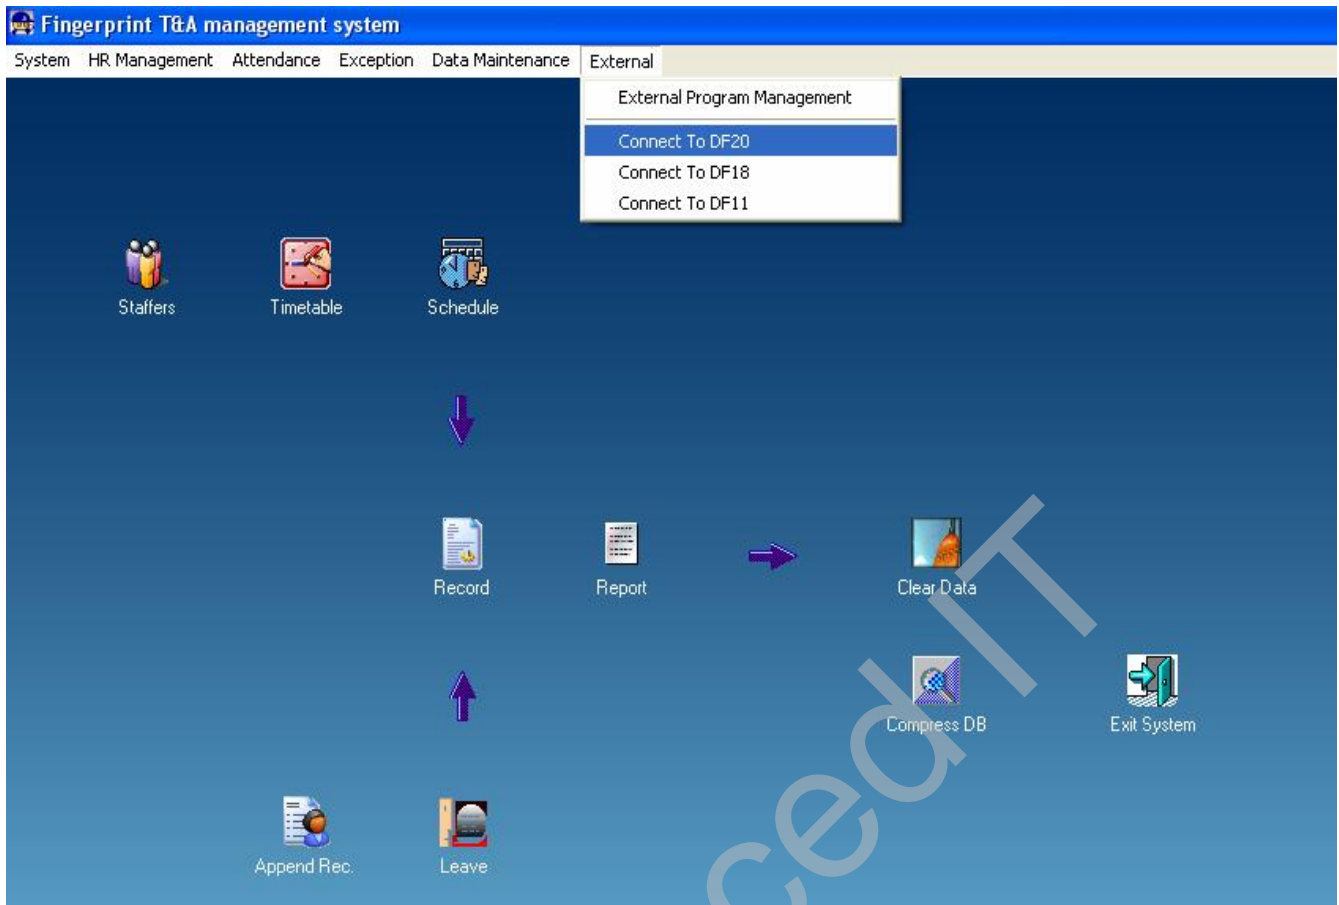 Fingerprint T&A management system
System HR Management Attendance Exception Data Maintenance External
External Program Management
Connect To DF20
Connect To DF18
Connect To DF11
Staffers Timetable Schedule
Record Report Clear Data
Compress DB Exit System
Append Rec. Leave
ced IT